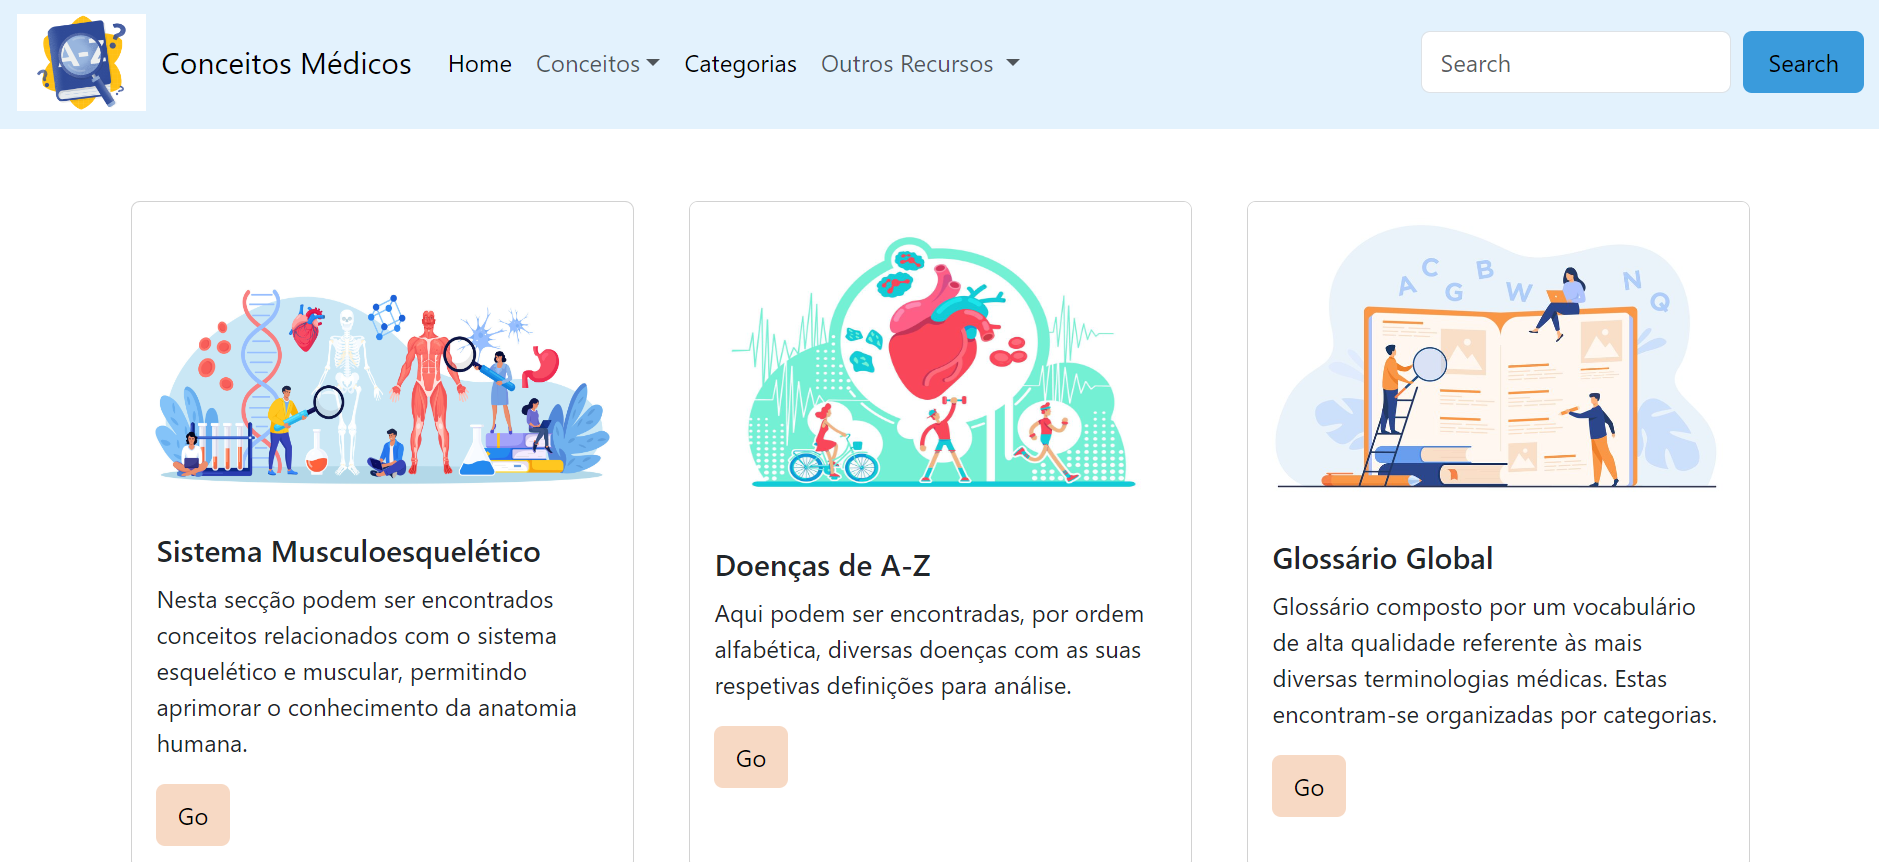 A-Z
Conceitos Médicos
Home
Conceitos
Categorias
Outros Recursos
Search
Search
Sistema Musculoesquelético
Nesta secção podem ser encontrados
conceitos relacionados com o sistema
esquelético e muscular, permitindo
aprimorar o conhecimento da anatomia
humana.
Go
Doenças de A-Z
Aqui podem ser encontradas, por ordem
alfabética, diversas doenças com as suas
respetivas definições para análise.
Go
A C G B W N Q
Glossário Global
Glossário composto por um vocabulário
de alta qualidade referente às mais
diversas terminologias médicas. Estas
encontram-se organizadas por categorias.
Go